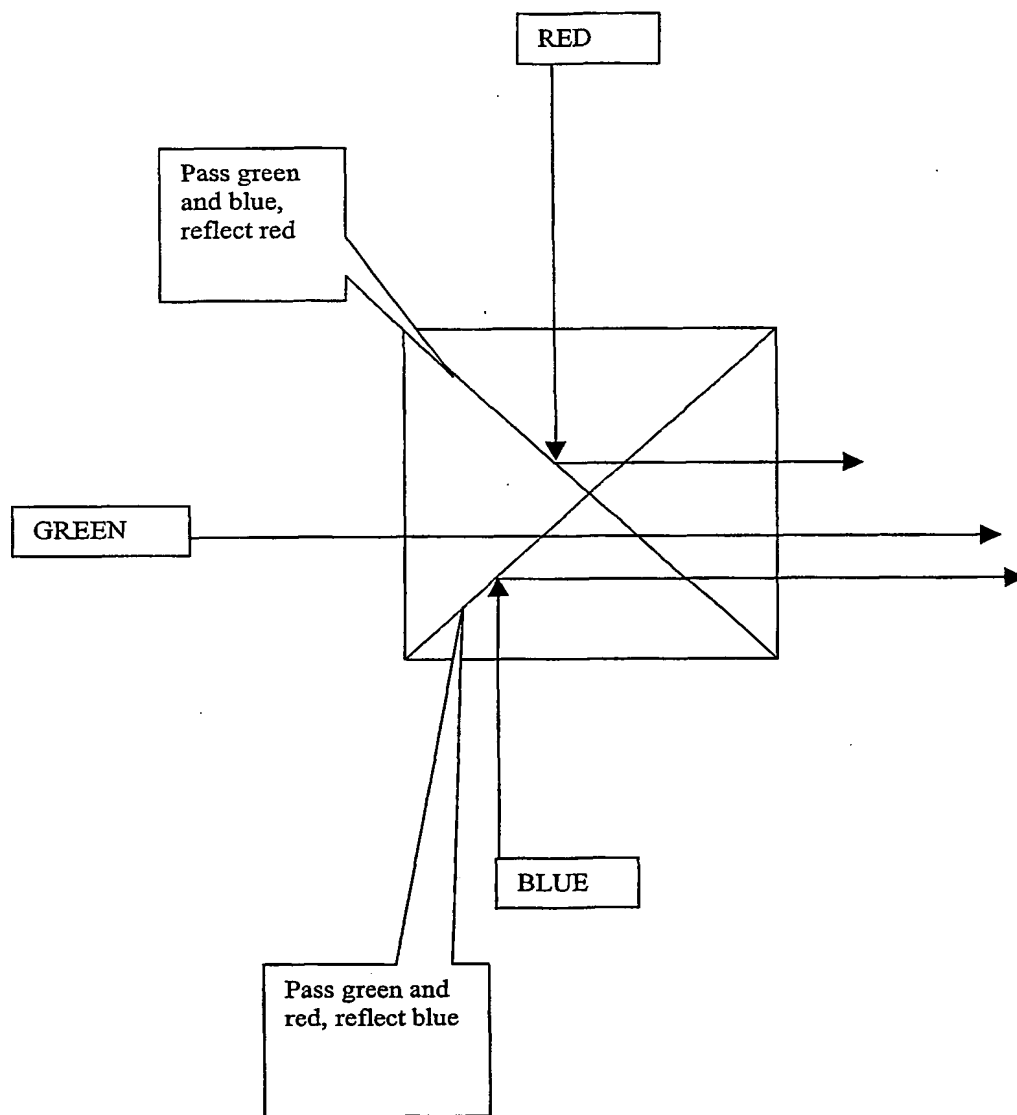 RED
Pass green
and blue,
reflect red
GREEN
BLUE
Pass green and
red, reflect blue